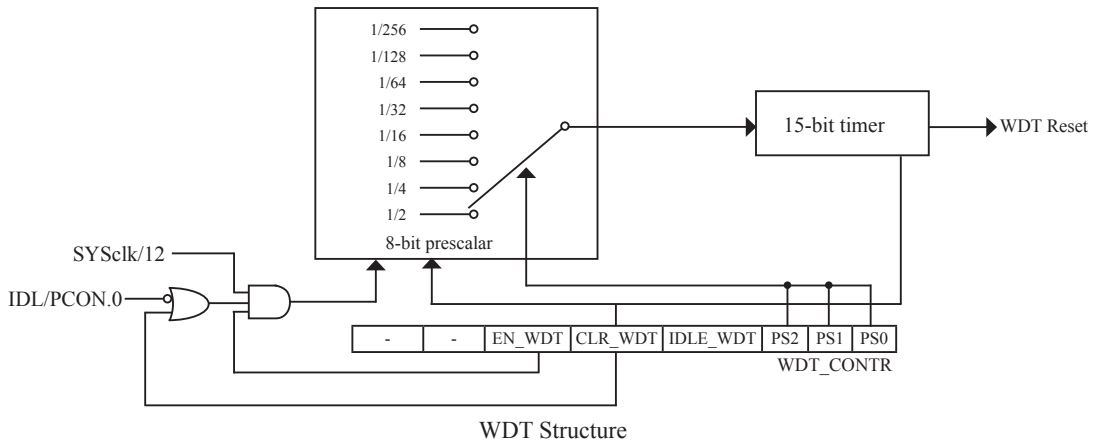 1/256
1/128
1/64
1/32
1/16
1/8
1/4
1/2
8-bit prescalar
15-bit timer
WDT Reset
SYSclk/12
IDL/PCON.0
- - EN_WDT CLR_WDT IDLE_WDT PS2 PS1 PS0
WDT_CONTR
WDT Structure